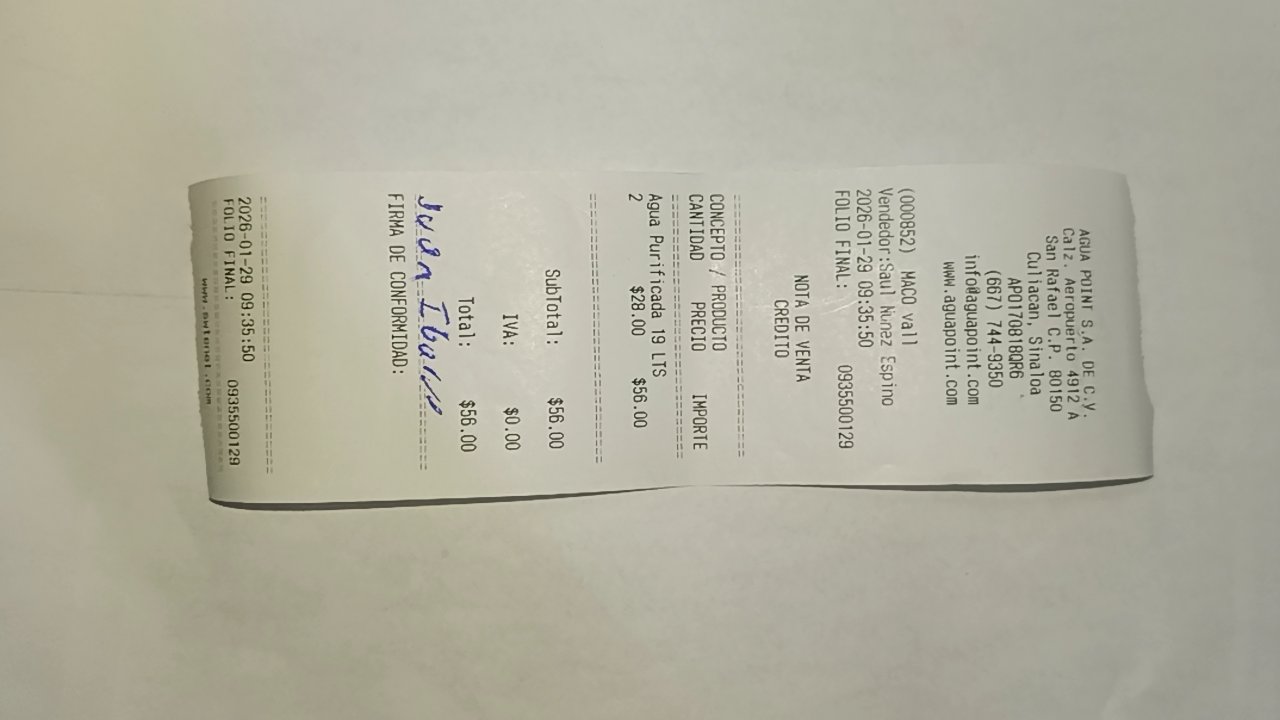 AGUA POINT S.A. DE C.V.
Calz. Aeropuerto 4912 A
San Rafael C.P. 80150
Culiacan, Sinaloa
APO170818QR6
(667) 744-9350
info@aguapoint.com
www.aguapoint.com
(000852) MACO vall
Vendedor:Saul Nunez Espino
2026-01-29 09:35:50
FOLIO FINAL: 0935500129
NOTA DE VENTA
CREDITO
CONCEPTO / PRODUCTO
CANTIDAD PRECIO IMPORTE
Agua Purificada 19 LTS
2 $28.00 $56.00
SubTotal: $56.00
IVA: $0.00
Total: $56.00
Juan Ibarra
FIRMA DE CONFORMIDAD:
2026-01-29 09:35:50
FOLIO FINAL: 0935500129